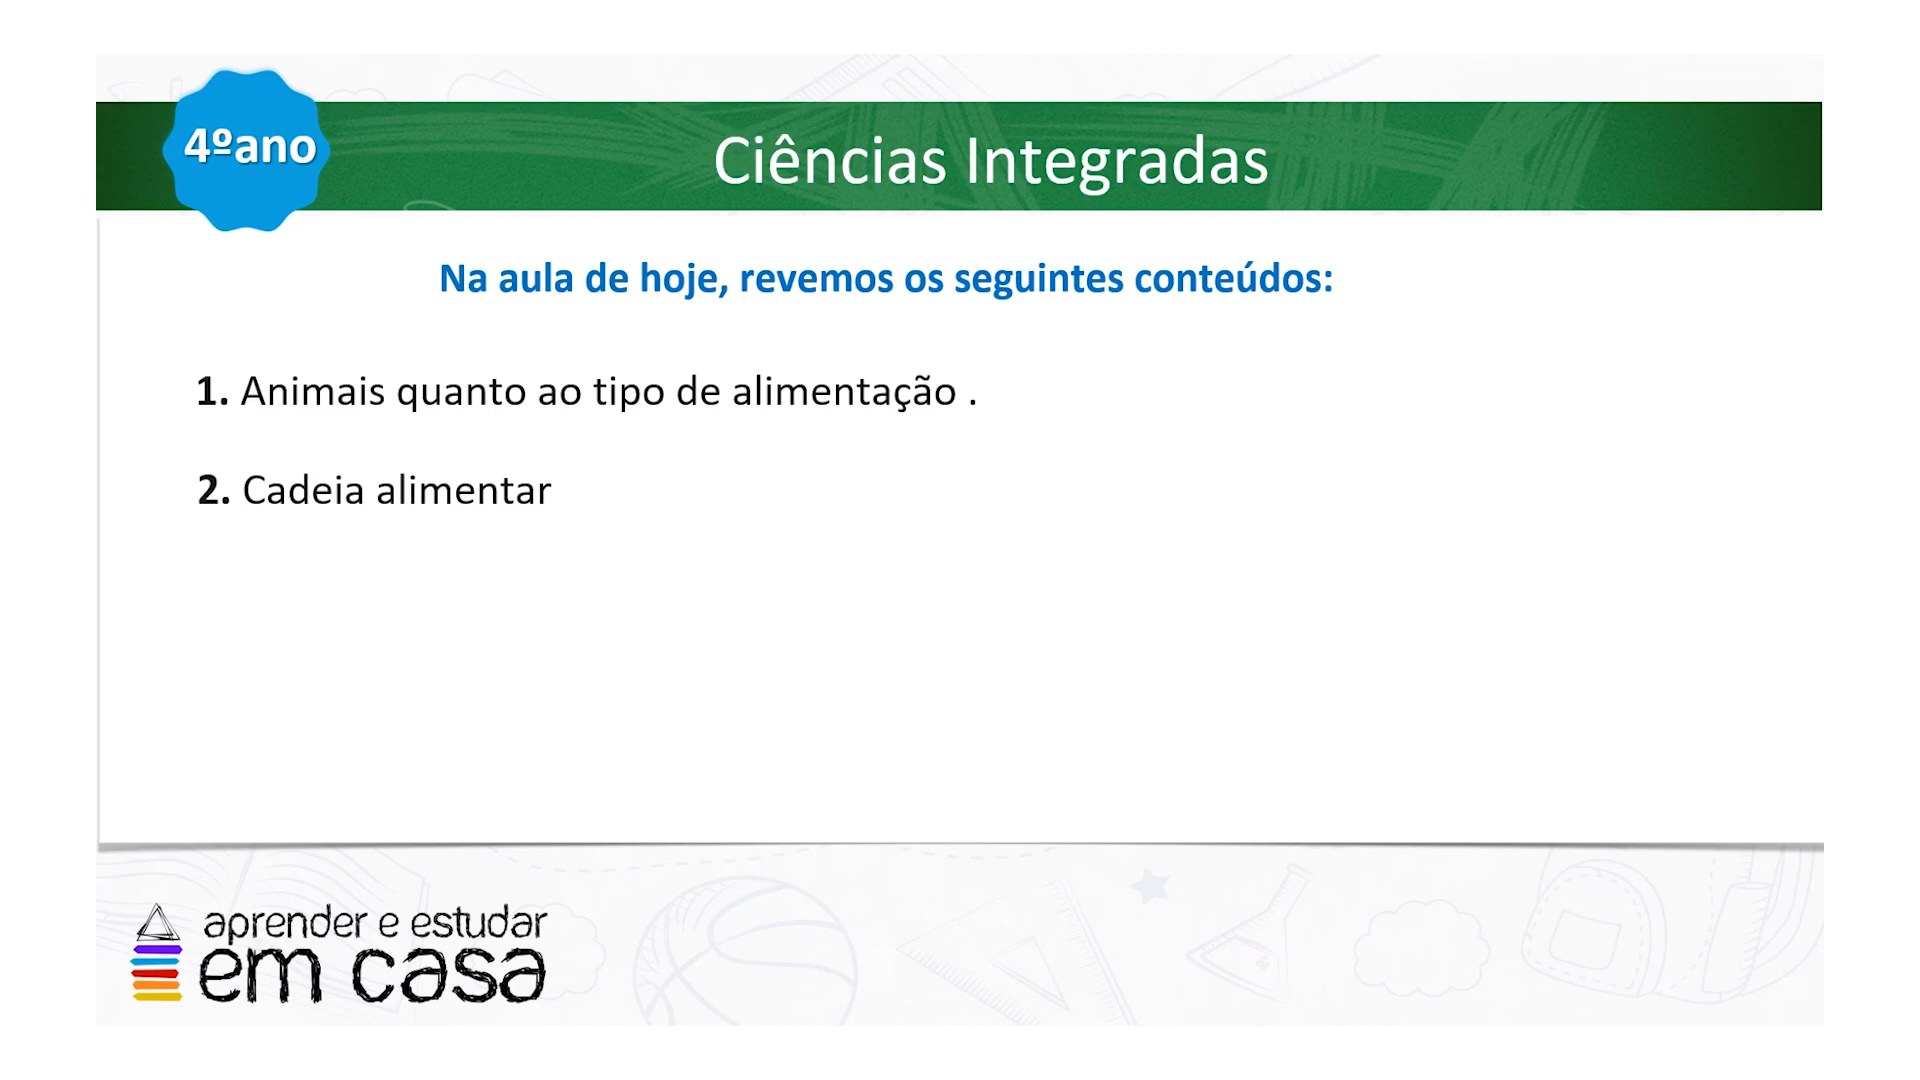 4ºano
Ciências Integradas
Na aula de hoje, revemos os seguintes conteúdos:
1. Animais quanto ao tipo de alimentação .
2. Cadeia alimentar
aprender e estudar
em casa